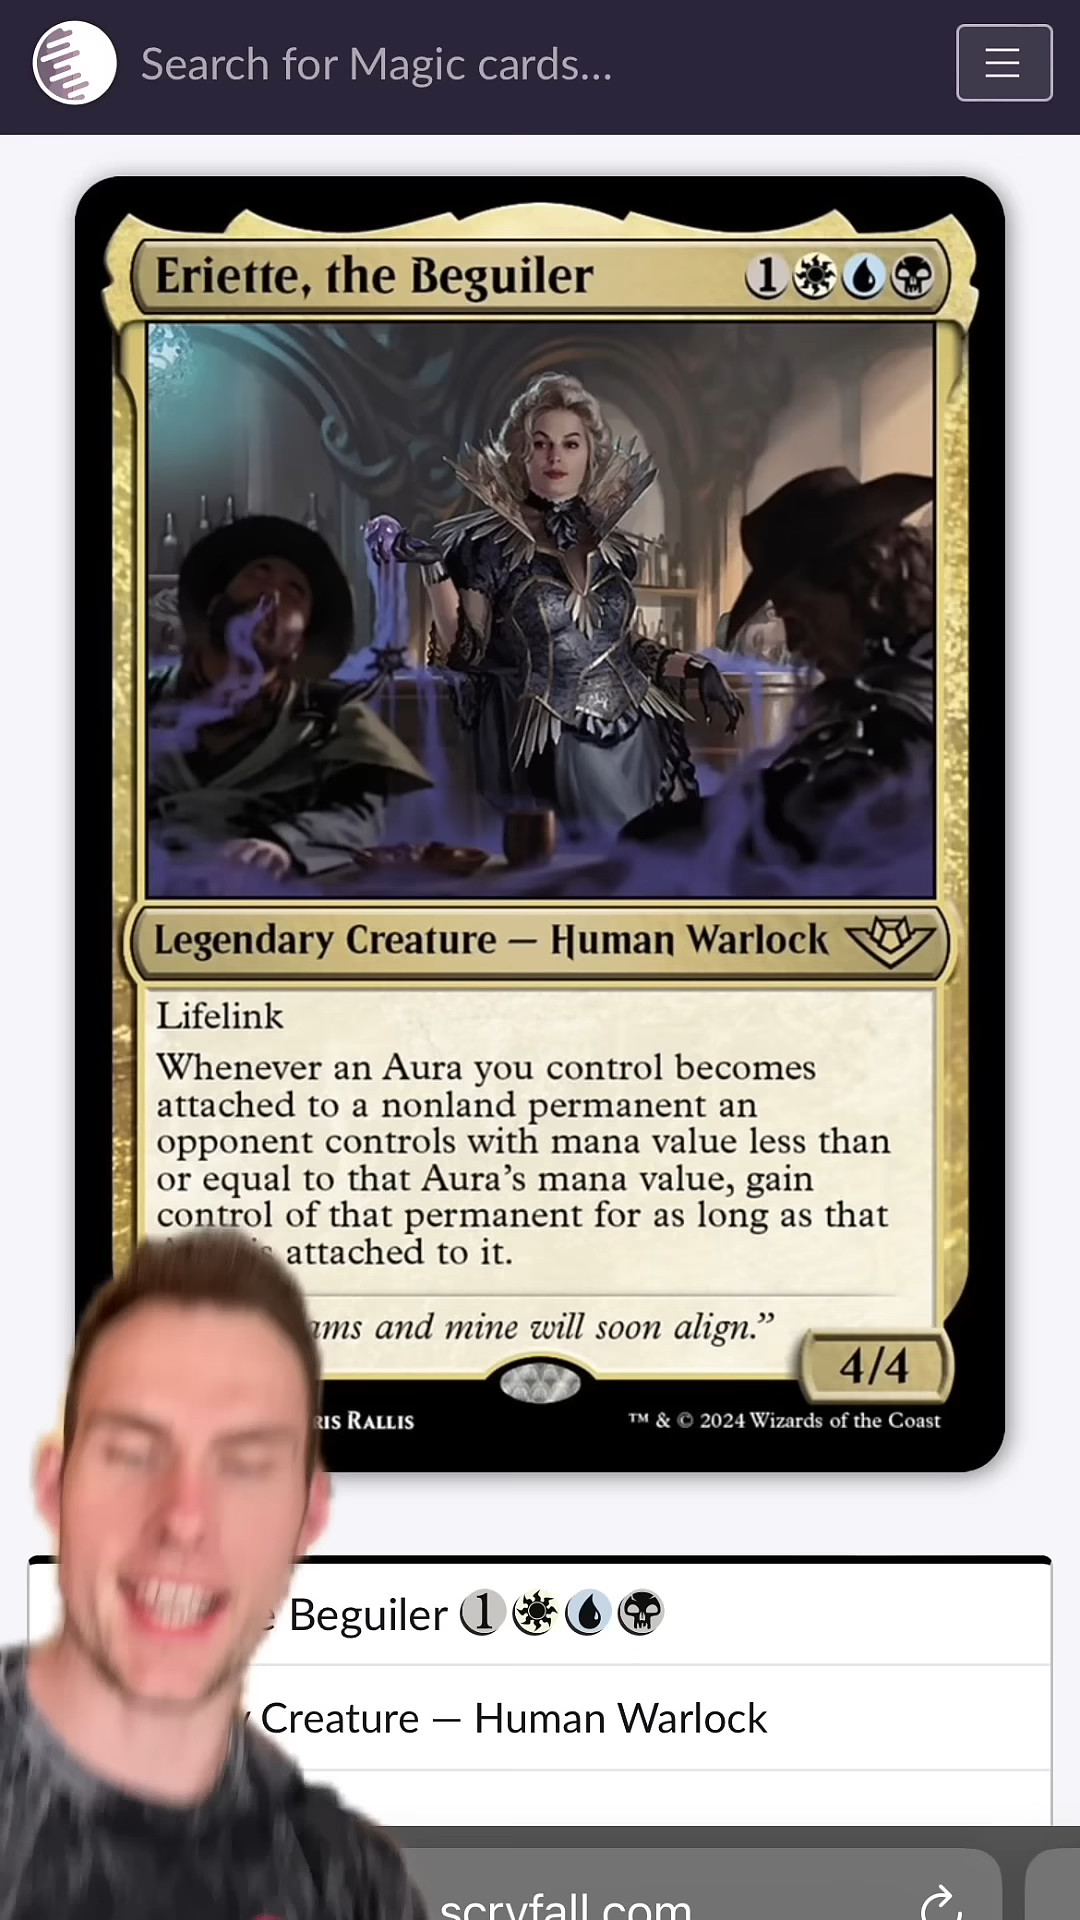 Search for Magic cards...
Eriette, the Beguiler 1
Legendary Creature — Human Warlock
Lifelink
Whenever an Aura you control becomes
attached to a nonland permanent an
opponent controls with mana value less than
or equal to that Aura's mana value, gain
control of that permanent for as long as that
attached to it.
and mine will soon align.”
4/4
RALLIS
™ & © 2024 Wizards of the Coast
Beguiler 1
Creature — Human Warlock
scryfall.com